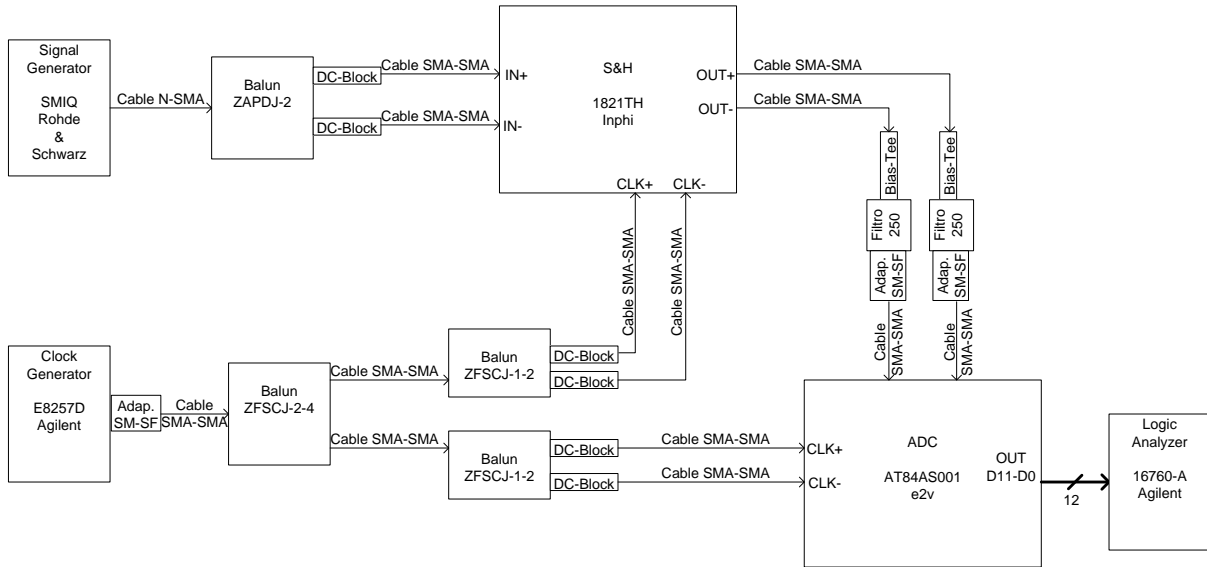 Signal
Generator
SMIQ
Rohde
&
Schwarz
Cable N-SMA
Balun
ZAPDJ-2
DC-Block
DC-Block
Cable SMA-SMA
Cable SMA-SMA
IN+
IN-
S&H
1821TH
Inphi
OUT+
OUT-
CLK+
CLK-
Cable SMA-SMA
Cable SMA-SMA
Bias-Tee
Bias-Tee
Filtro
250
Filtro
250
Adap.
SM-SF
Adap.
SM-SF
Cable
SMA-SMA
Cable
SMA-SMA
Cable SMA-SMA
Cable SMA-SMA
Clock
Generator
E8257D
Agilent
Adap.
SM-SF
Cable
SMA-SMA
Balun
ZFSCJ-2-4
Cable SMA-SMA
Cable SMA-SMA
Balun
ZFSCJ-1-2
DC-Block
DC-Block
Balun
ZFSCJ-1-2
DC-Block
DC-Block
Cable SMA-SMA
Cable SMA-SMA
CLK+
CLK-
ADC
AT84AS001
e2v
OUT
D11-D0
12
Logic
Analyzer
16760-A
Agilent